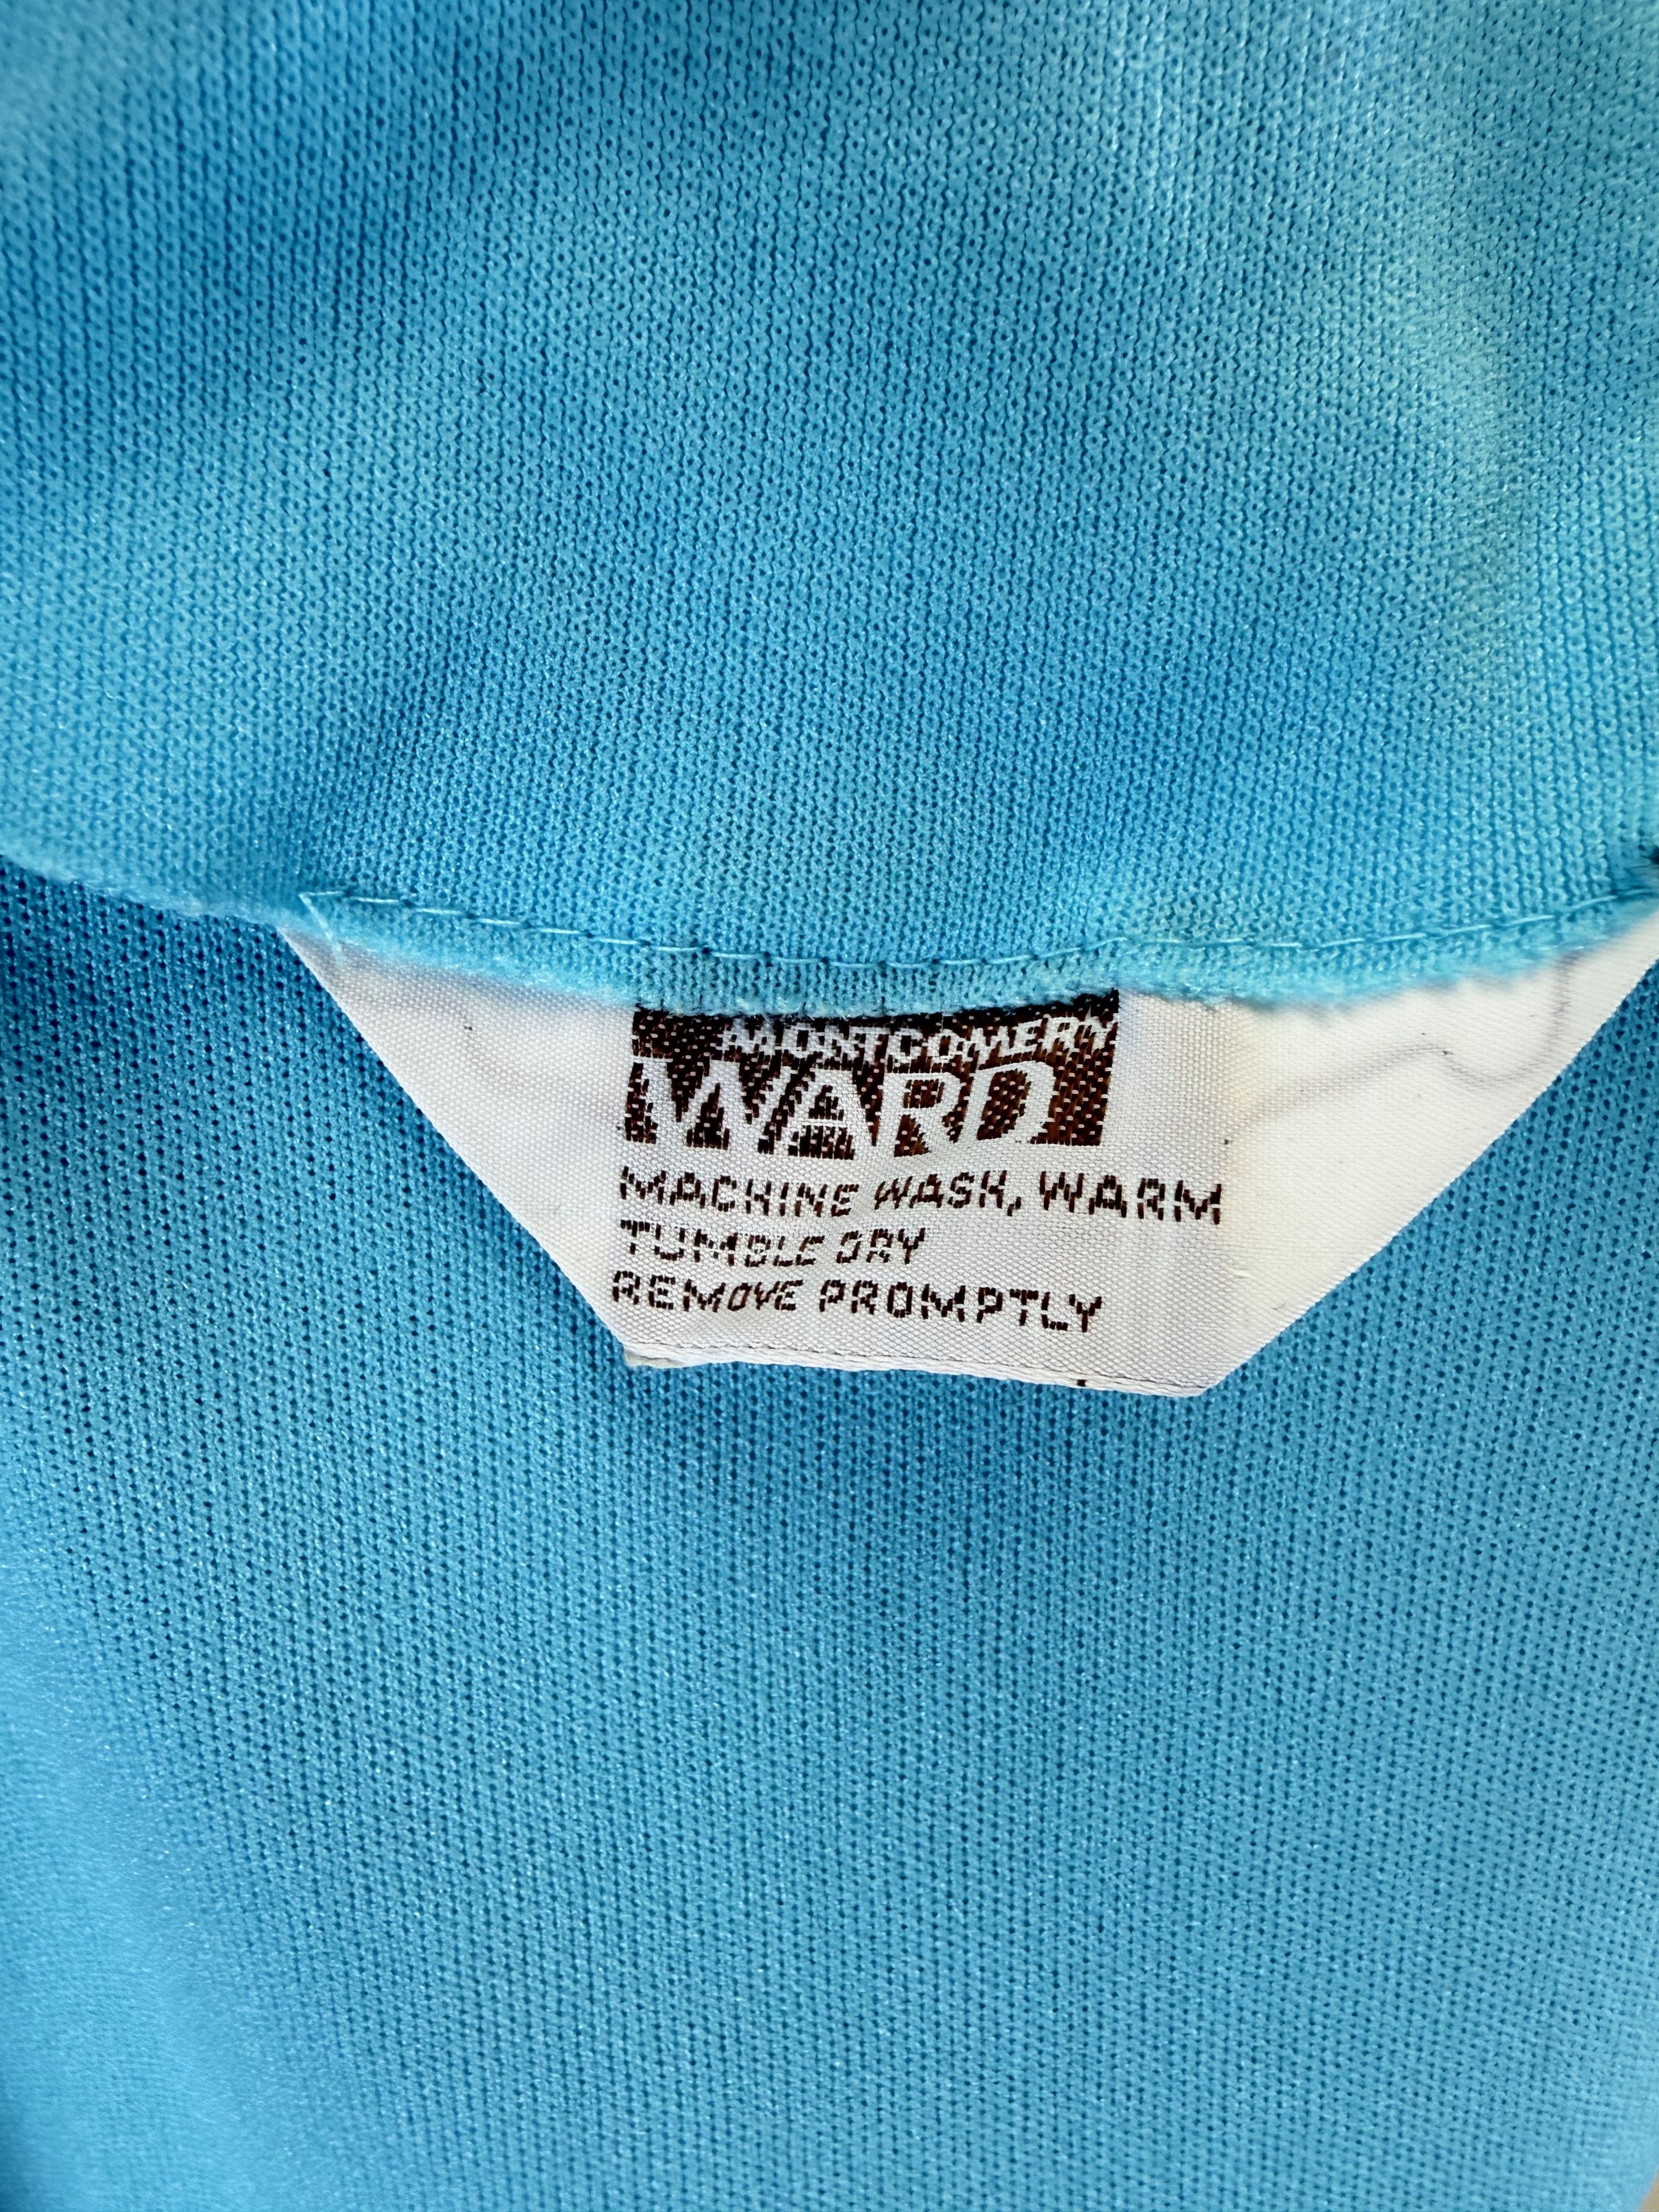 MONTGOMERY
WARD
MACHINE WASH, WARM
TUMBLE DRY
REMOVE PROMPTLY